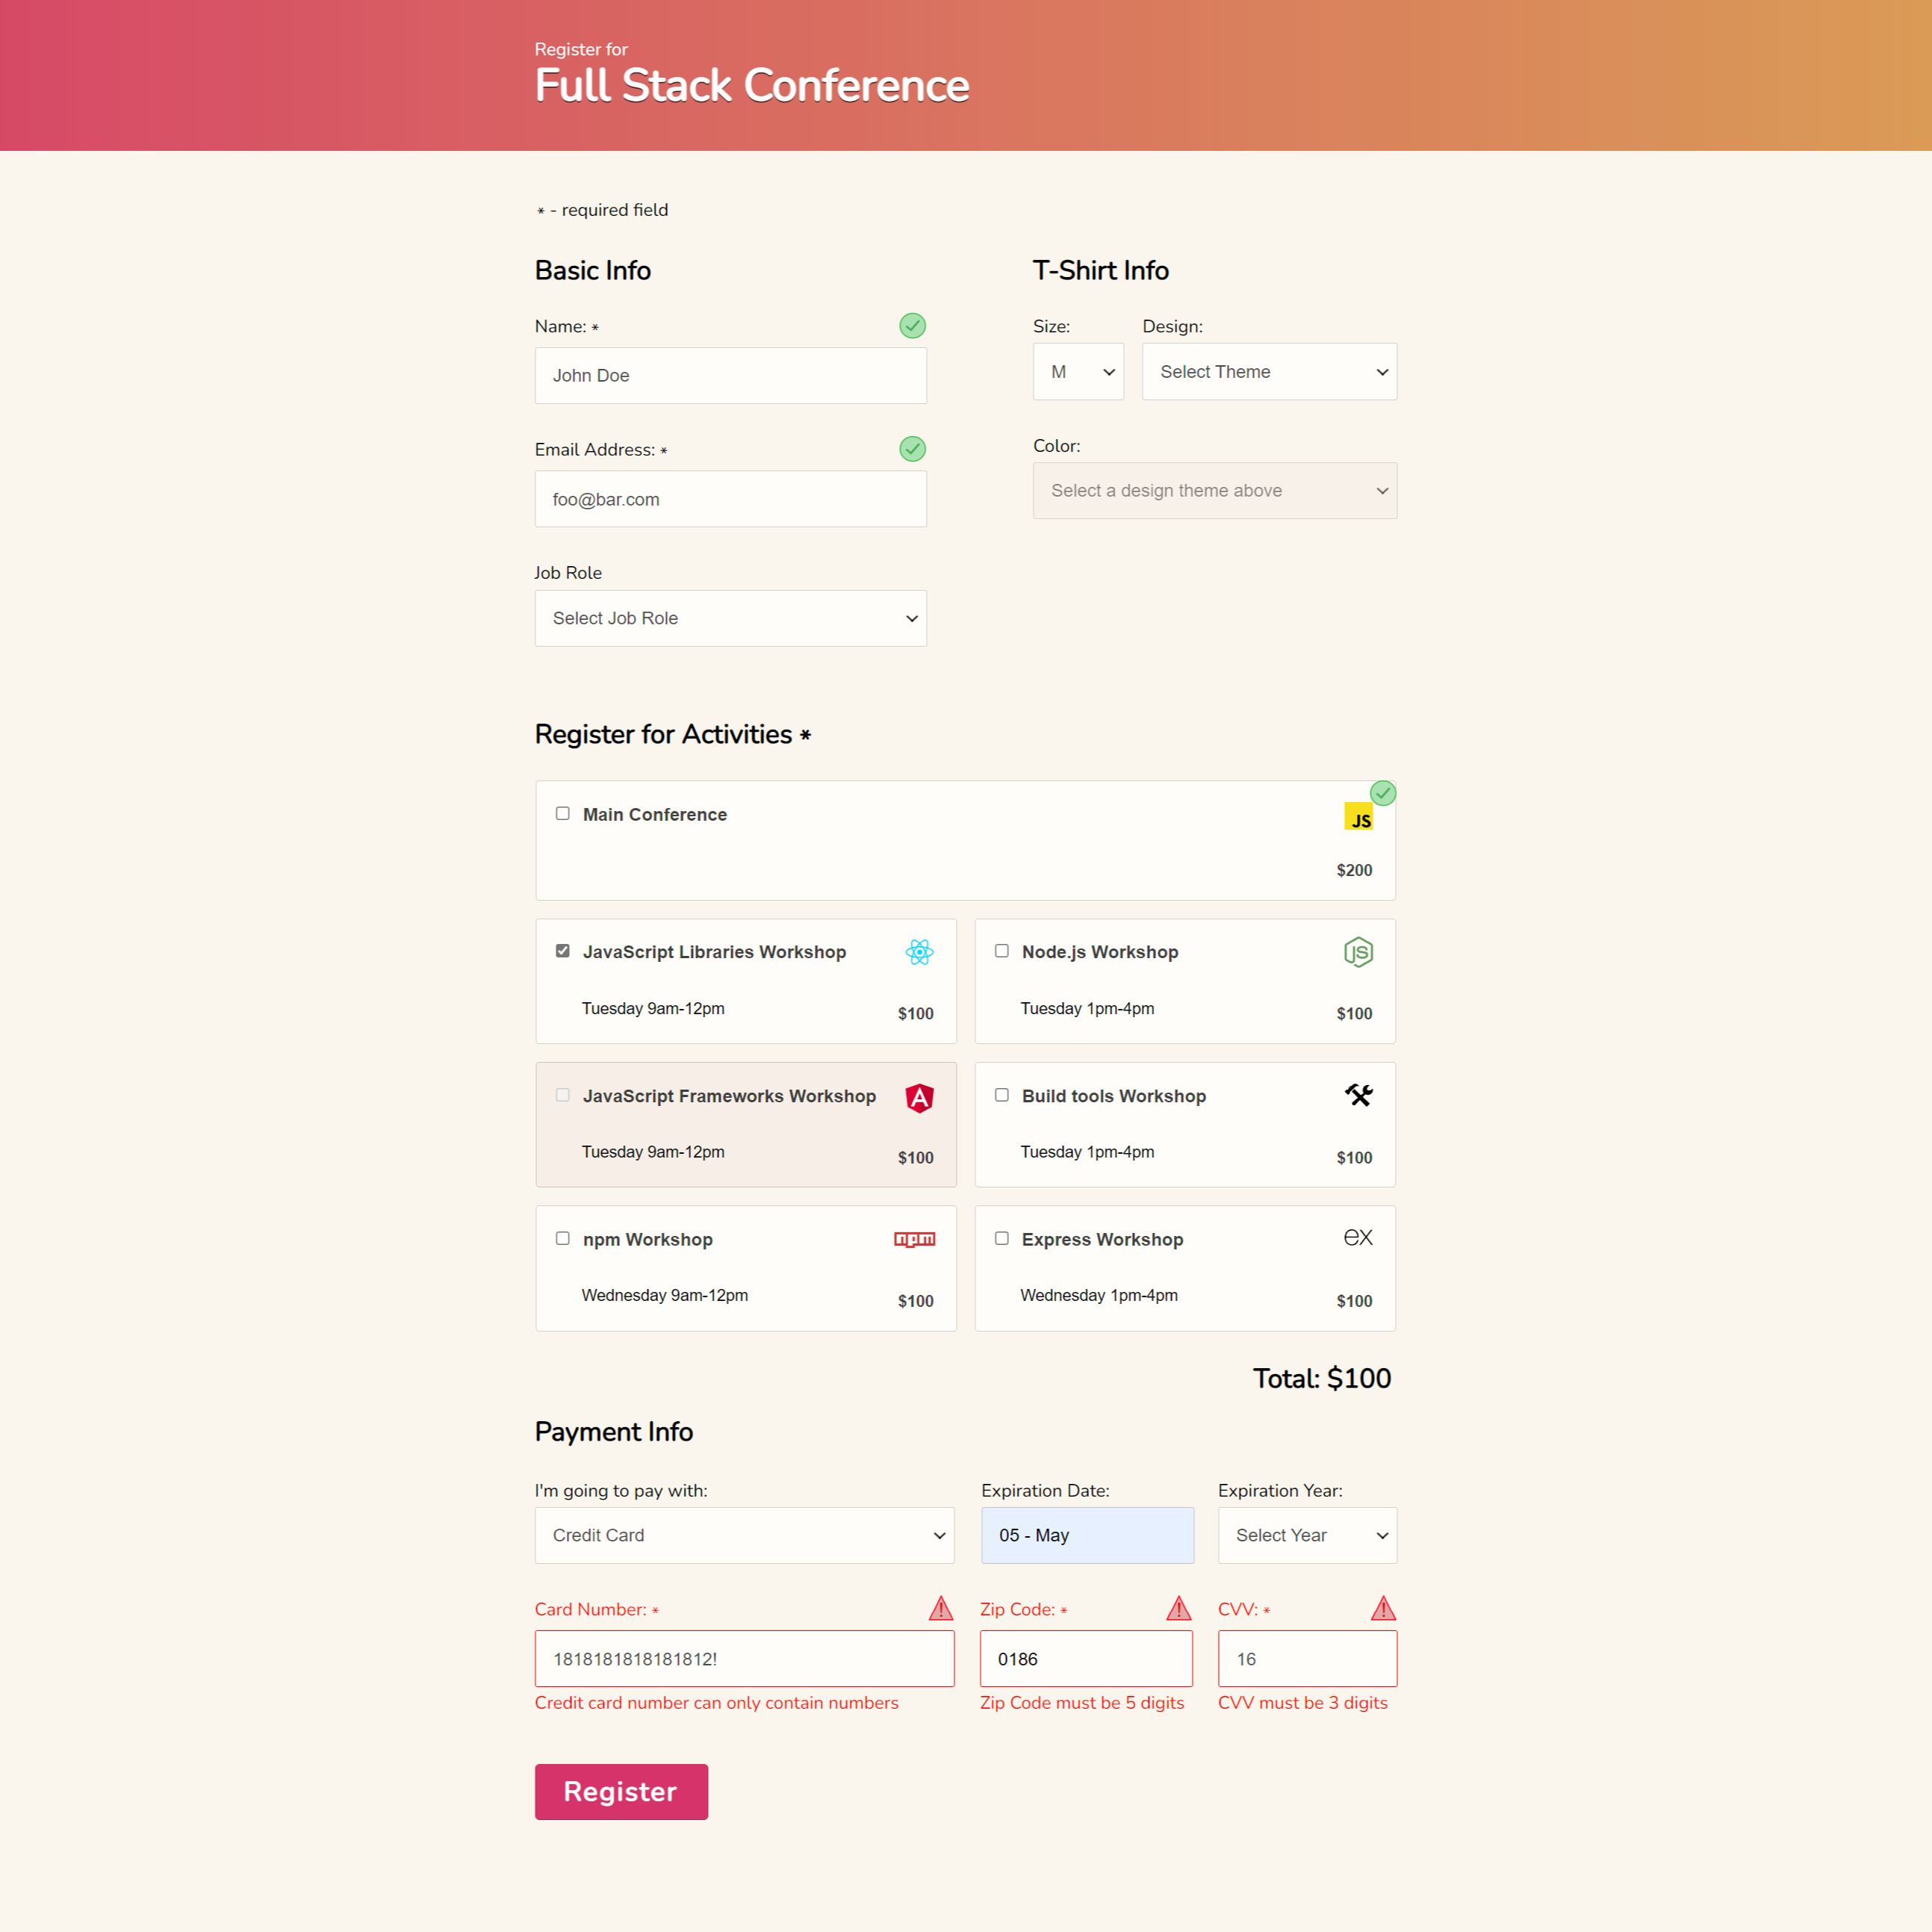 Register for
Full Stack Conference
* - required field
Basic Info
Name: *
John Doe
Email Address: *
foo@bar.com
Job Role
Select Job Role
T-Shirt Info
Size:
Design:
M
Select Theme
Color:
Select a design theme above
Register for Activities *
Main Conference
JS
$200
JavaScript Libraries Workshop
Tuesday 9am-12pm
$100
Node.js Workshop
JS
Tuesday 1pm-4pm
$100
JavaScript Frameworks Workshop
A
Tuesday 9am-12pm
$100
Build tools Workshop
Tuesday 1pm-4pm
$100
npm Workshop
npm
Wednesday 9am-12pm
$100
Express Workshop
ex
Wednesday 1pm-4pm
$100
Total: $100
Payment Info
I'm going to pay with:
Credit Card
Expiration Date:
05 - May
Expiration Year:
Select Year
Card Number: *
1818181818181812!
Credit card number can only contain numbers
Zip Code: *
0186
Zip Code must be 5 digits
CVV: *
16
CVV must be 3 digits
Register